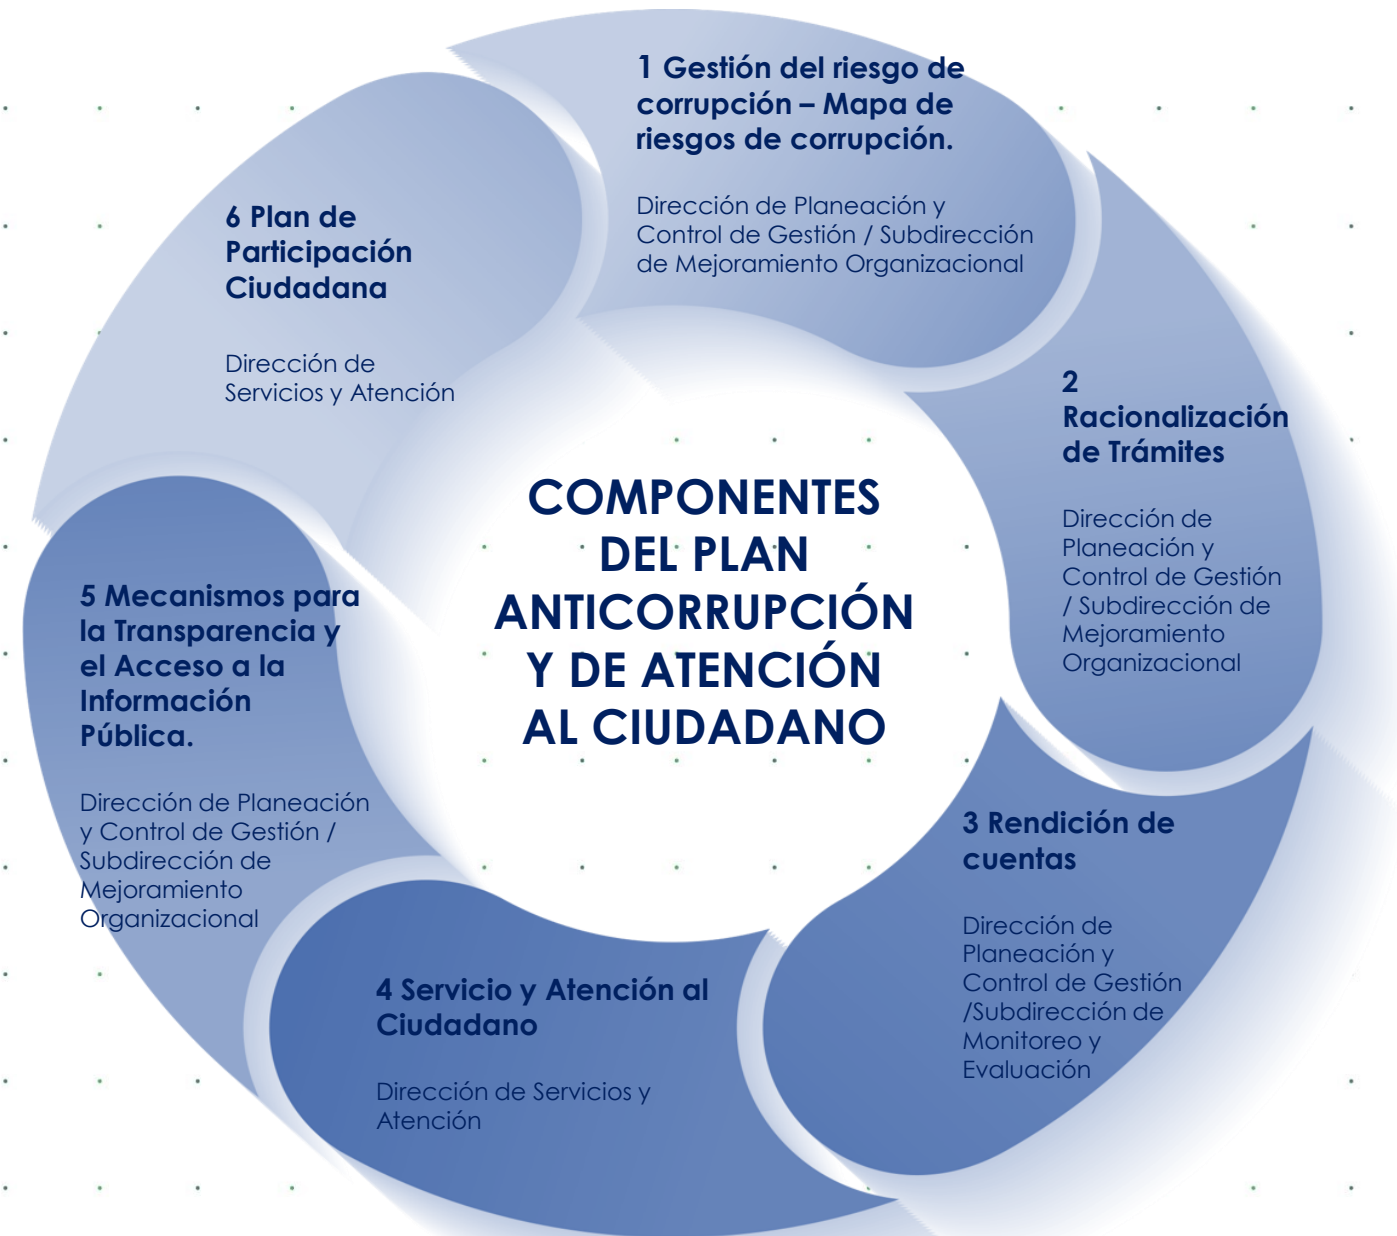 1 Gestión del riesgo de
corrupción – Mapa de
riesgos de corrupción.
Dirección de Planeación y
Control de Gestión / Subdirección
de Mejoramiento Organizacional
2
Racionalización
de Trámites
Dirección de
Planeación y
Control de Gestión
/ Subdirección de
Mejoramiento
Organizacional
3 Rendición de
cuentas
Dirección de
Planeación y
Control de Gestión
/Subdirección de
Monitoreo y
Evaluación
4 Servicio y Atención al
Ciudadano
Dirección de Servicios y
Atención
5 Mecanismos para
la Transparencia y
el Acceso a la
Información
Pública.
Dirección de Planeación
y Control de Gestión /
Subdirección de
Mejoramiento
Organizacional
6 Plan de
Participación
Ciudadana
Dirección de
Servicios y Atención
COMPONENTES
DEL PLAN
ANTICORRUPCIÓN
Y DE ATENCIÓN
AL CIUDADANO